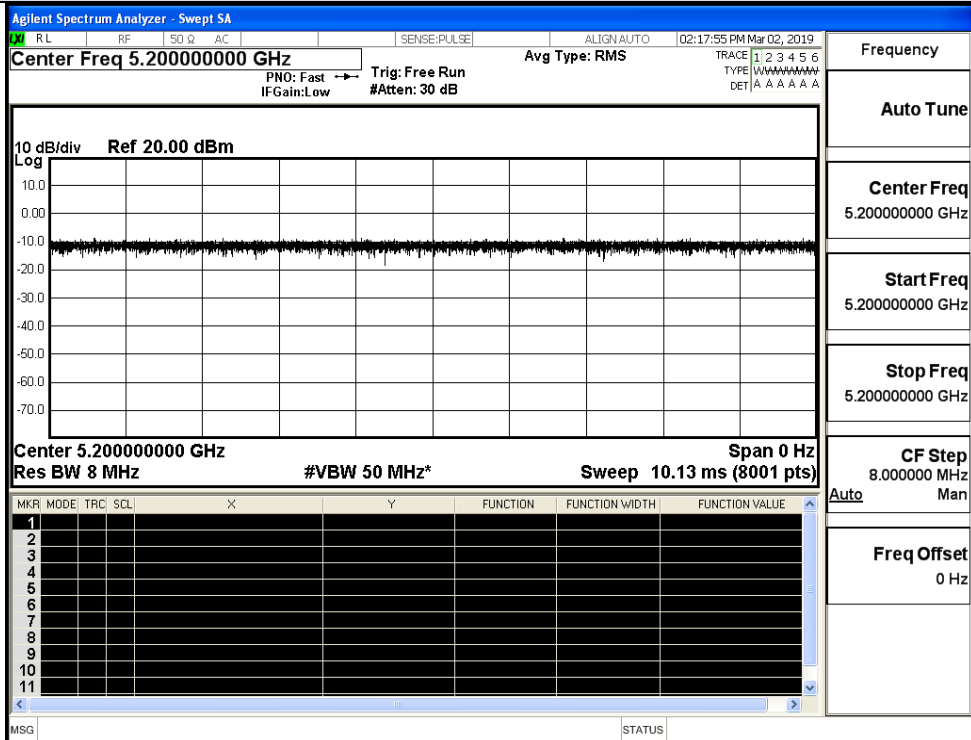 Agilent Spectrum Analyzer - Swept SA
LXI RL RF 50 Ω AC SENSE:PULSE ALIGN AUTO 02:17:55 PM Mar 02, 2019
Center Freq 5.200000000 GHz
PNO: Fast
IFGain:Low
Trig: Free Run
#Atten: 30 dB
Avg Type: RMS
TRACE 1 2 3 4 5 6
TYPE WWWWWW
DET A A A A A A
10 dB/div Ref 20.00 dBm
Log
10.0
0.00
-10.0
-20.0
-30.0
-40.0
-50.0
-60.0
-70.0
Center 5.200000000 GHz Span 0 Hz
Res BW 8 MHz #VBW 50 MHz* Sweep 10.13 ms (8001 pts)
MKR MODE TRC SCL X Y FUNCTION FUNCTION WIDTH FUNCTION VALUE
1
2
3
4
5
6
7
8
9
10
11
MSG STATUS
Frequency
Auto Tune
Center Freq
5.200000000 GHz
Start Freq
5.200000000 GHz
Stop Freq
5.200000000 GHz
CF Step
8.000000 MHz
Auto Man
Freq Offset
0 Hz